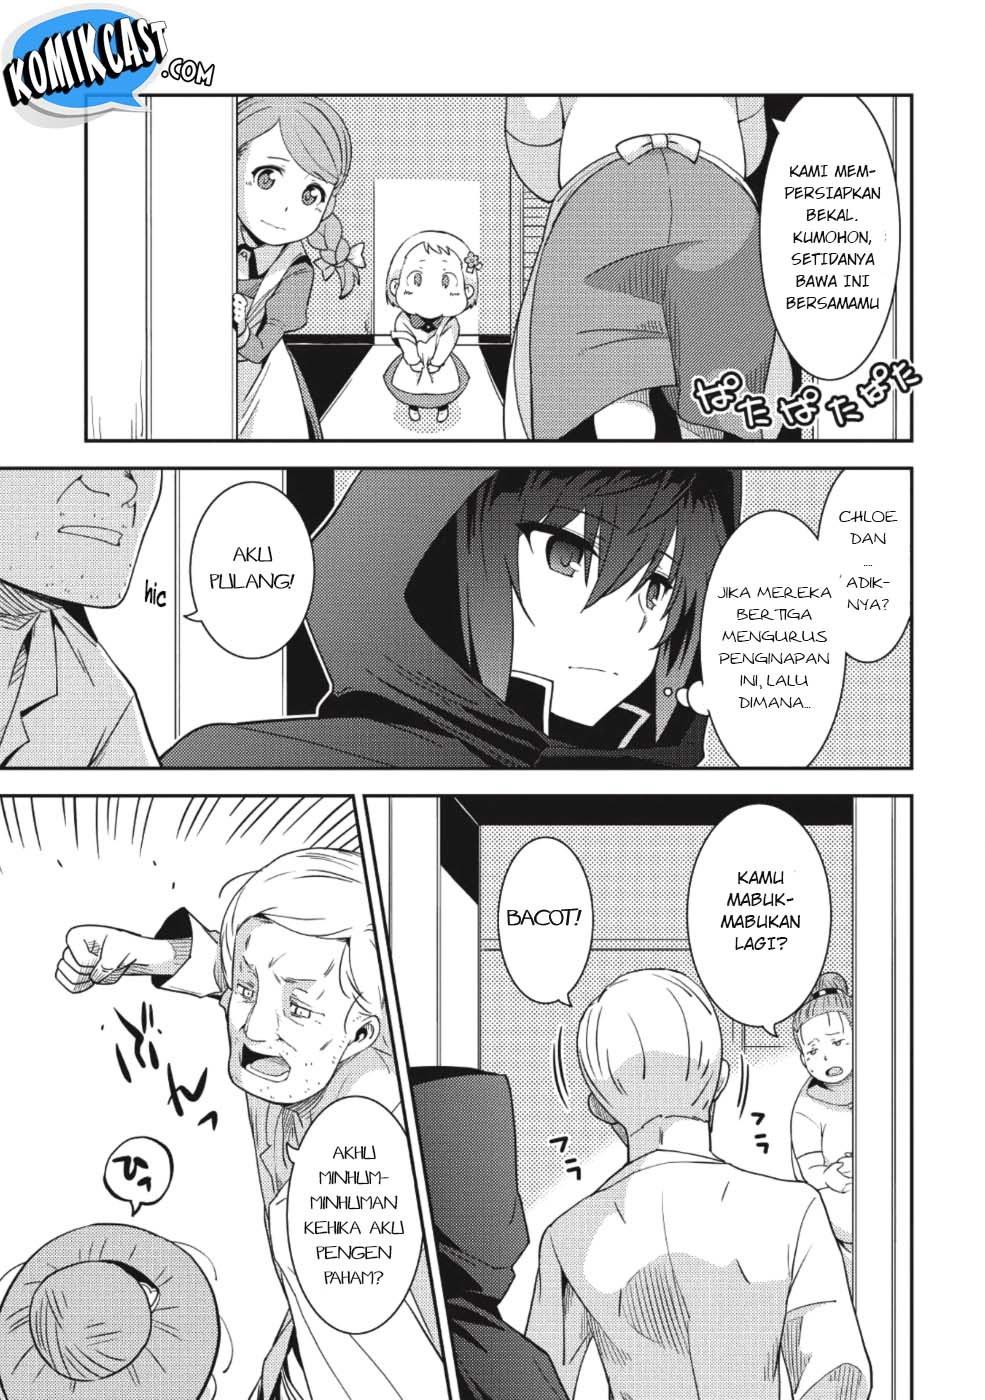 KOMIKCAST
.COM
KAMI MEM-
PERSIAPKAN
BEKAL.
KUMOHON,
SETIDANYA
BAWA INI
BERSAMAMU
ぱたぱたぱた
CHLOE
DAN
....
ADIK-
NYA?
JIKA MEREKA
BERTIGA
MENGURUS
PENGINAPAN
INI, LALU
DIMANA...
AKU
PULANG!
hic
KAMU
MABUK-
MABUKAN
LAGI?
BACOT!
AKHU
MINHUM-
MINHUMAN
KEHIKA AKU
PENGEN
PAHAM?
ひっ